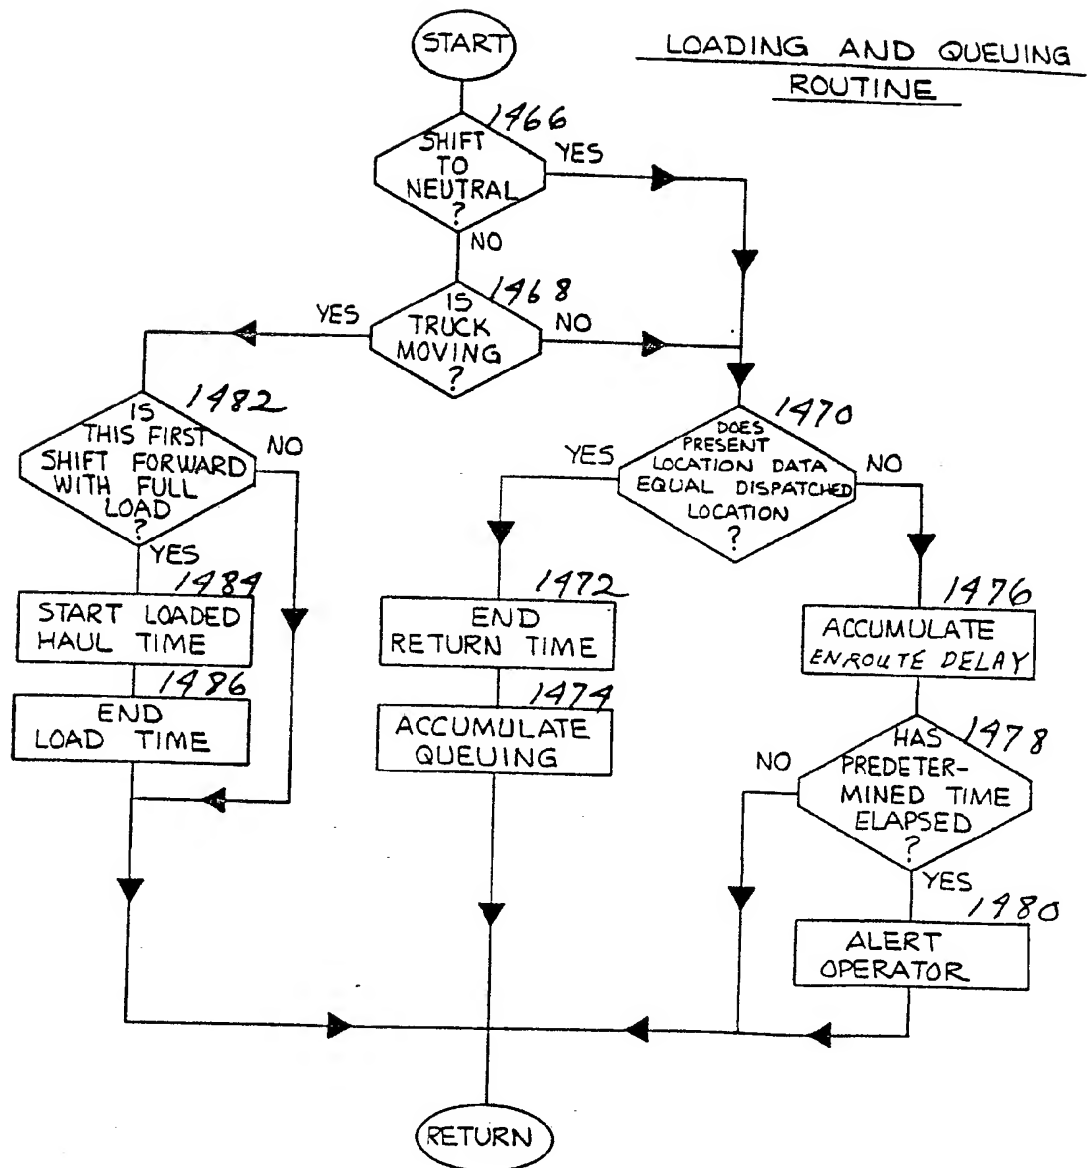 START
LOADING AND QUEUING
ROUTINE
1466
SHIFT
TO
NEUTRAL
?
YES
NO
1468
IS
TRUCK
MOVING
?
YES
NO
1482
IS
THIS FIRST
SHIFT FORWARD
WITH FULL
LOAD
?
NO
YES
1484
START LOADED
HAUL TIME
1486
END
LOAD TIME
1470
DOES
PRESENT
LOCATION DATA
EQUAL DISPATCHED
LOCATION
?
YES
NO
1472
END
RETURN TIME
1474
ACCUMULATE
QUEUING
1476
ACCUMULATE
ENROUTE DELAY
1478
HAS
PREDETER-
MINED TIME
ELAPSED
?
NO
YES
1480
ALERT
OPERATOR
RETURN